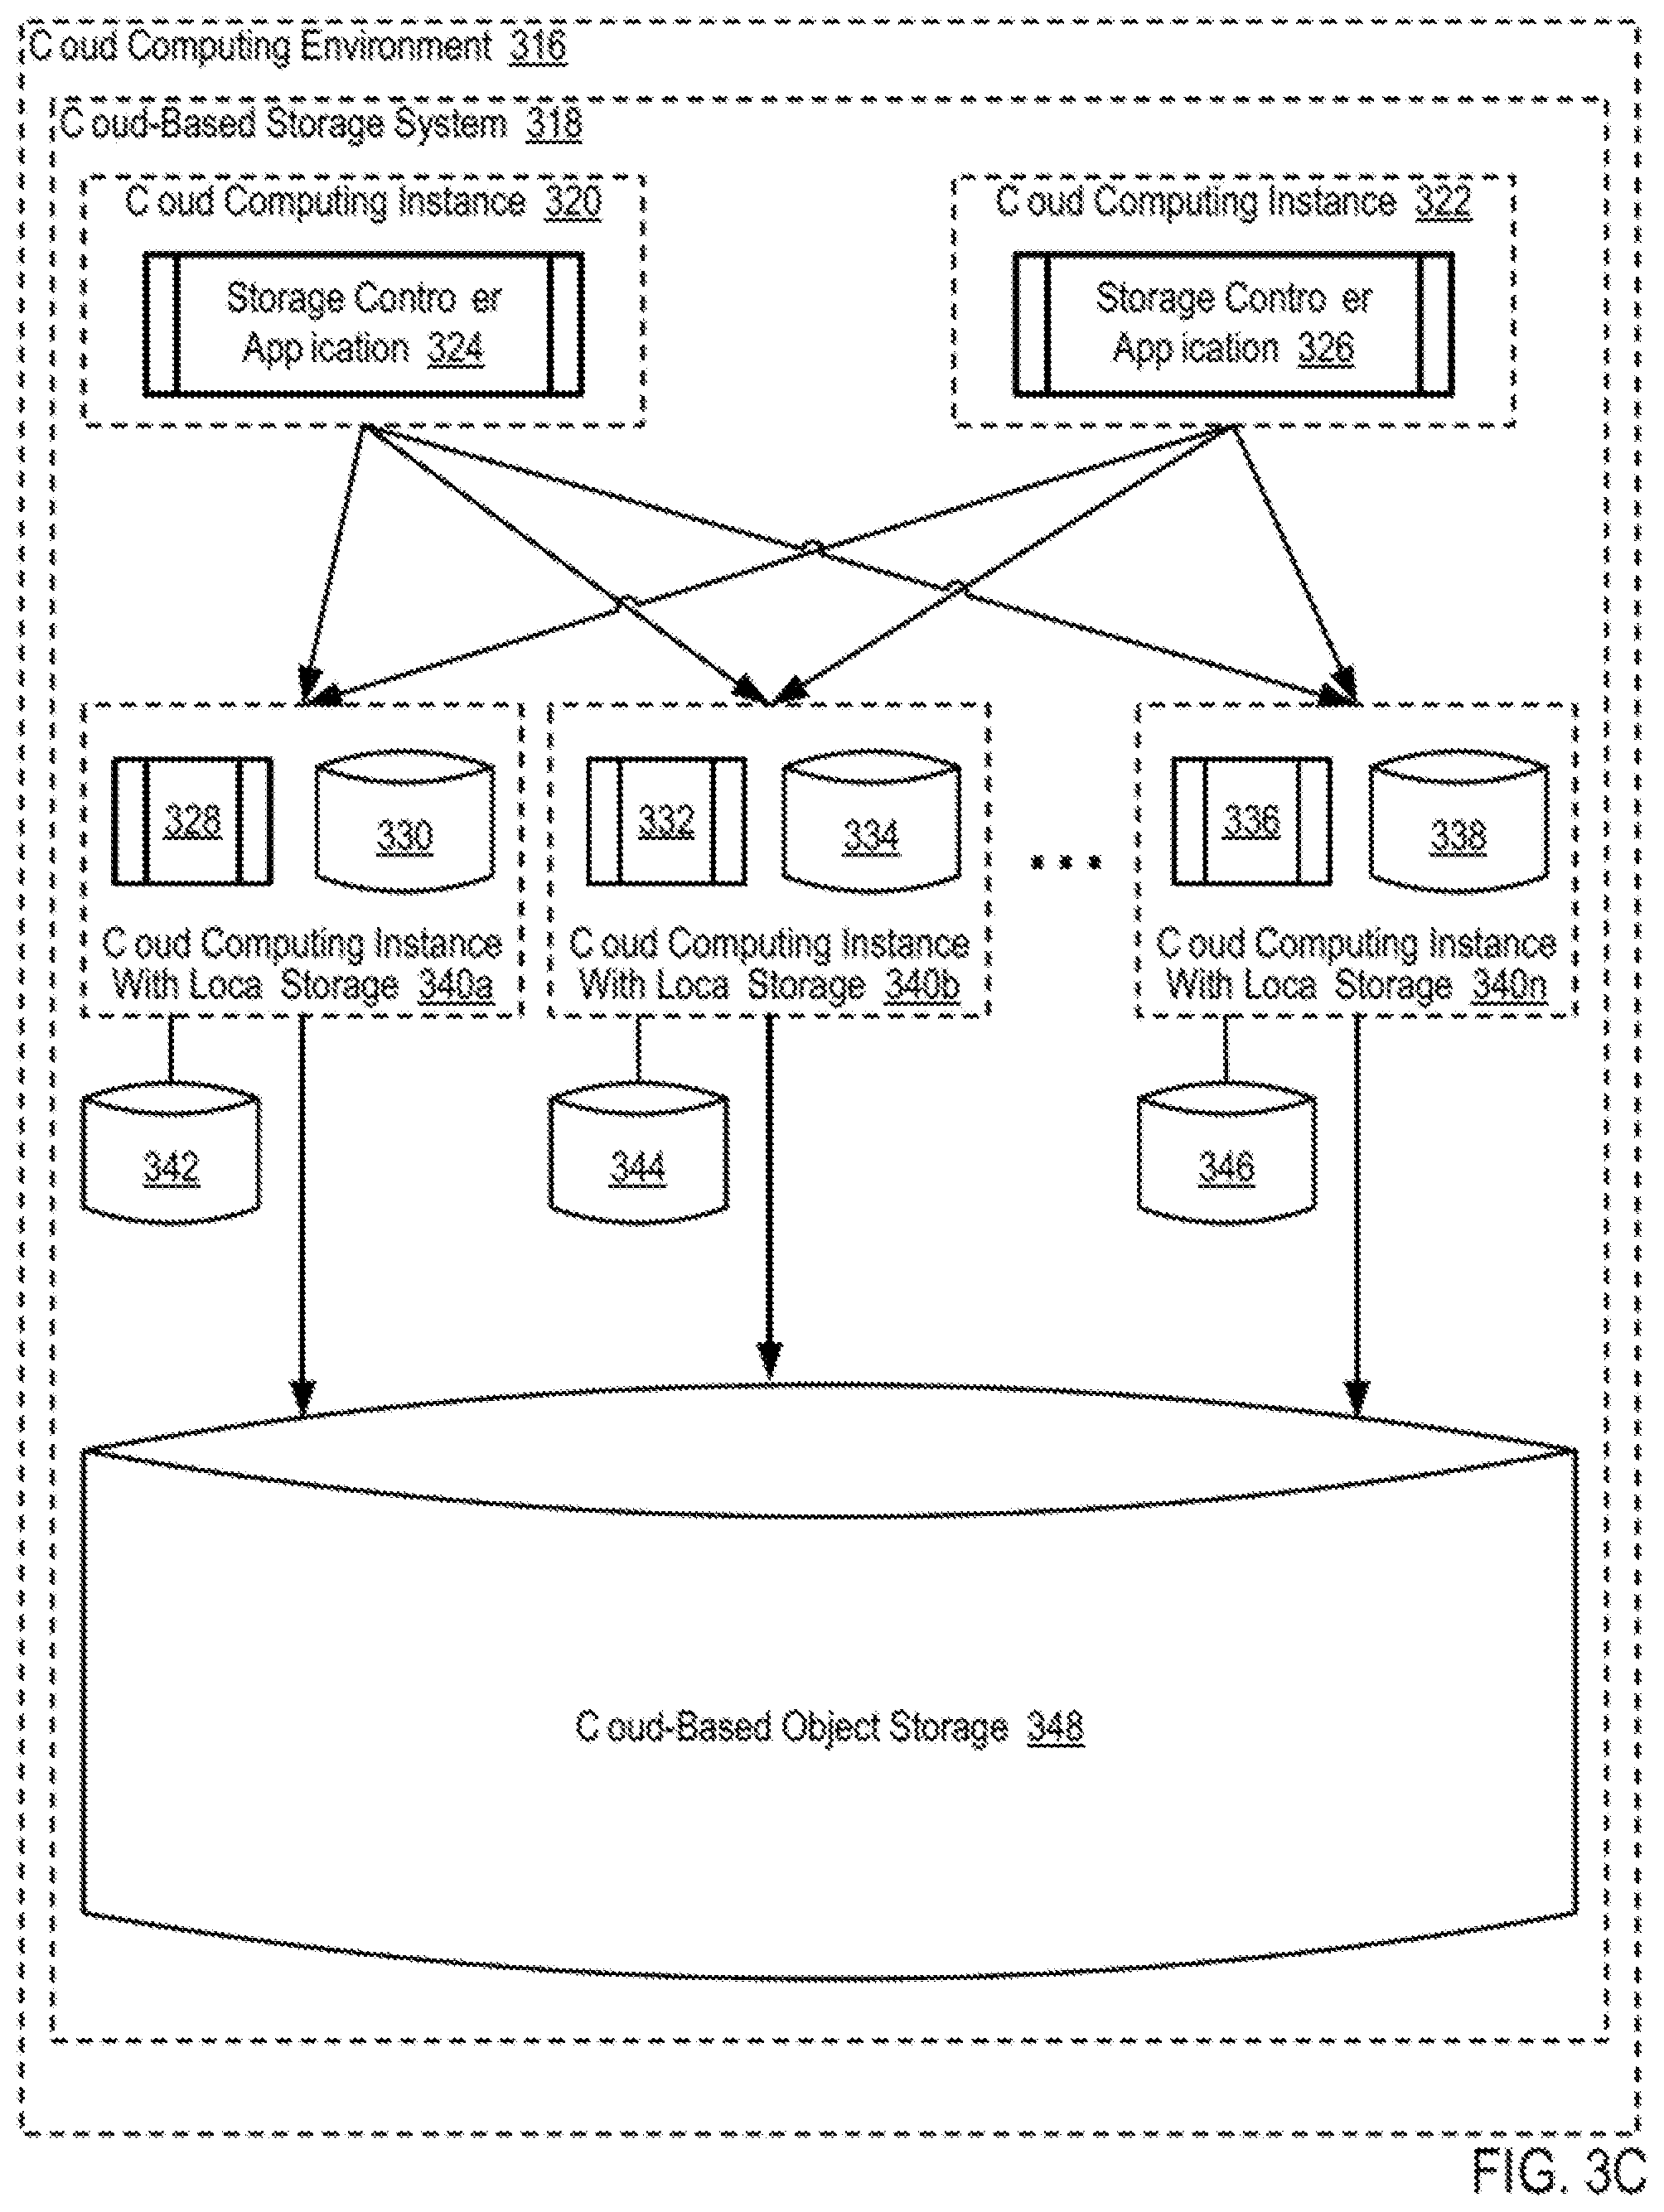 C oud Computing Environment 316
C oud-Based Storage System 318
C oud Computing Instance 320
C oud Computing Instance 322
Storage Contro er
App ication 324
Storage Contro er
App ication 326
328
330
332
334
...
336
338
C oud Computing Instance
With Loca Storage 340a
C oud Computing Instance
With Loca Storage 340b
C oud Computing Instance
With Loca Storage 340n
342
344
346
C oud-Based Object Storage 348
FIG. 3C